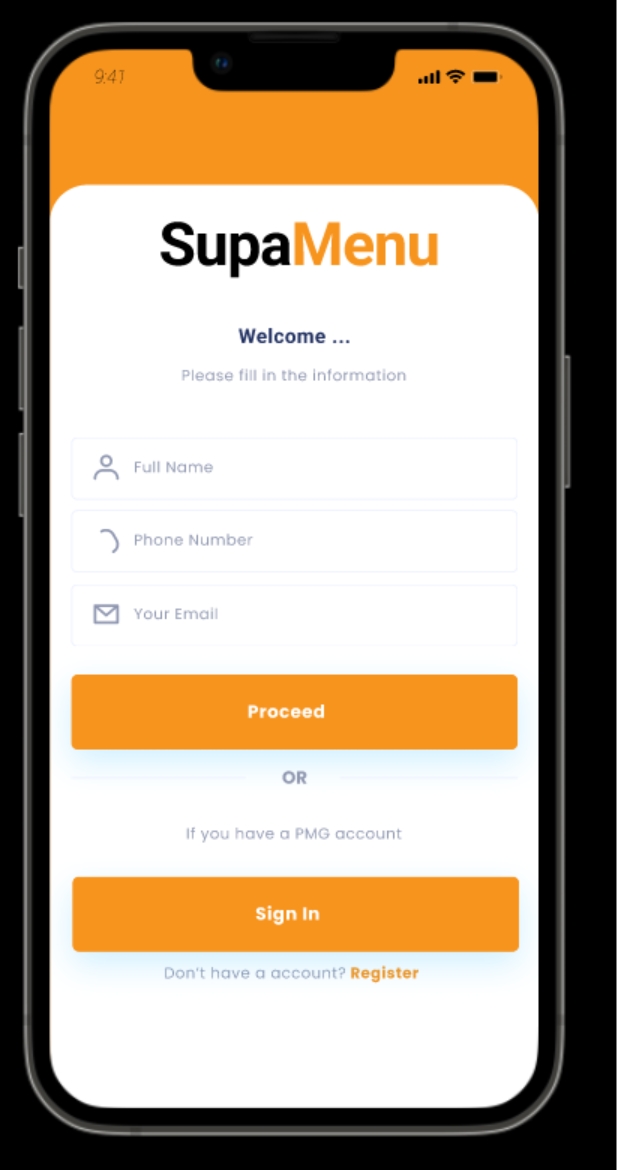 9:41
SupaMenu
Welcome ...
Please fill in the information
Full Name
Phone Number
Your Email
Proceed
OR
If you have a PMG account
Sign In
Don't have a account? Register